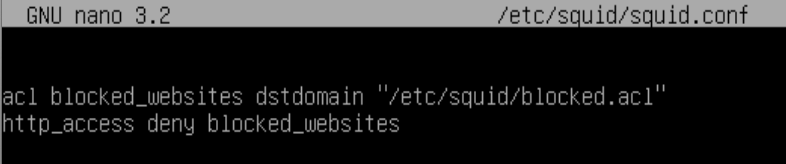 GNU nano 3.2 /etc/squid/squid.conf
acl blocked_websites dstdomain "/etc/squid/blocked.acl"
http_access deny blocked_websites